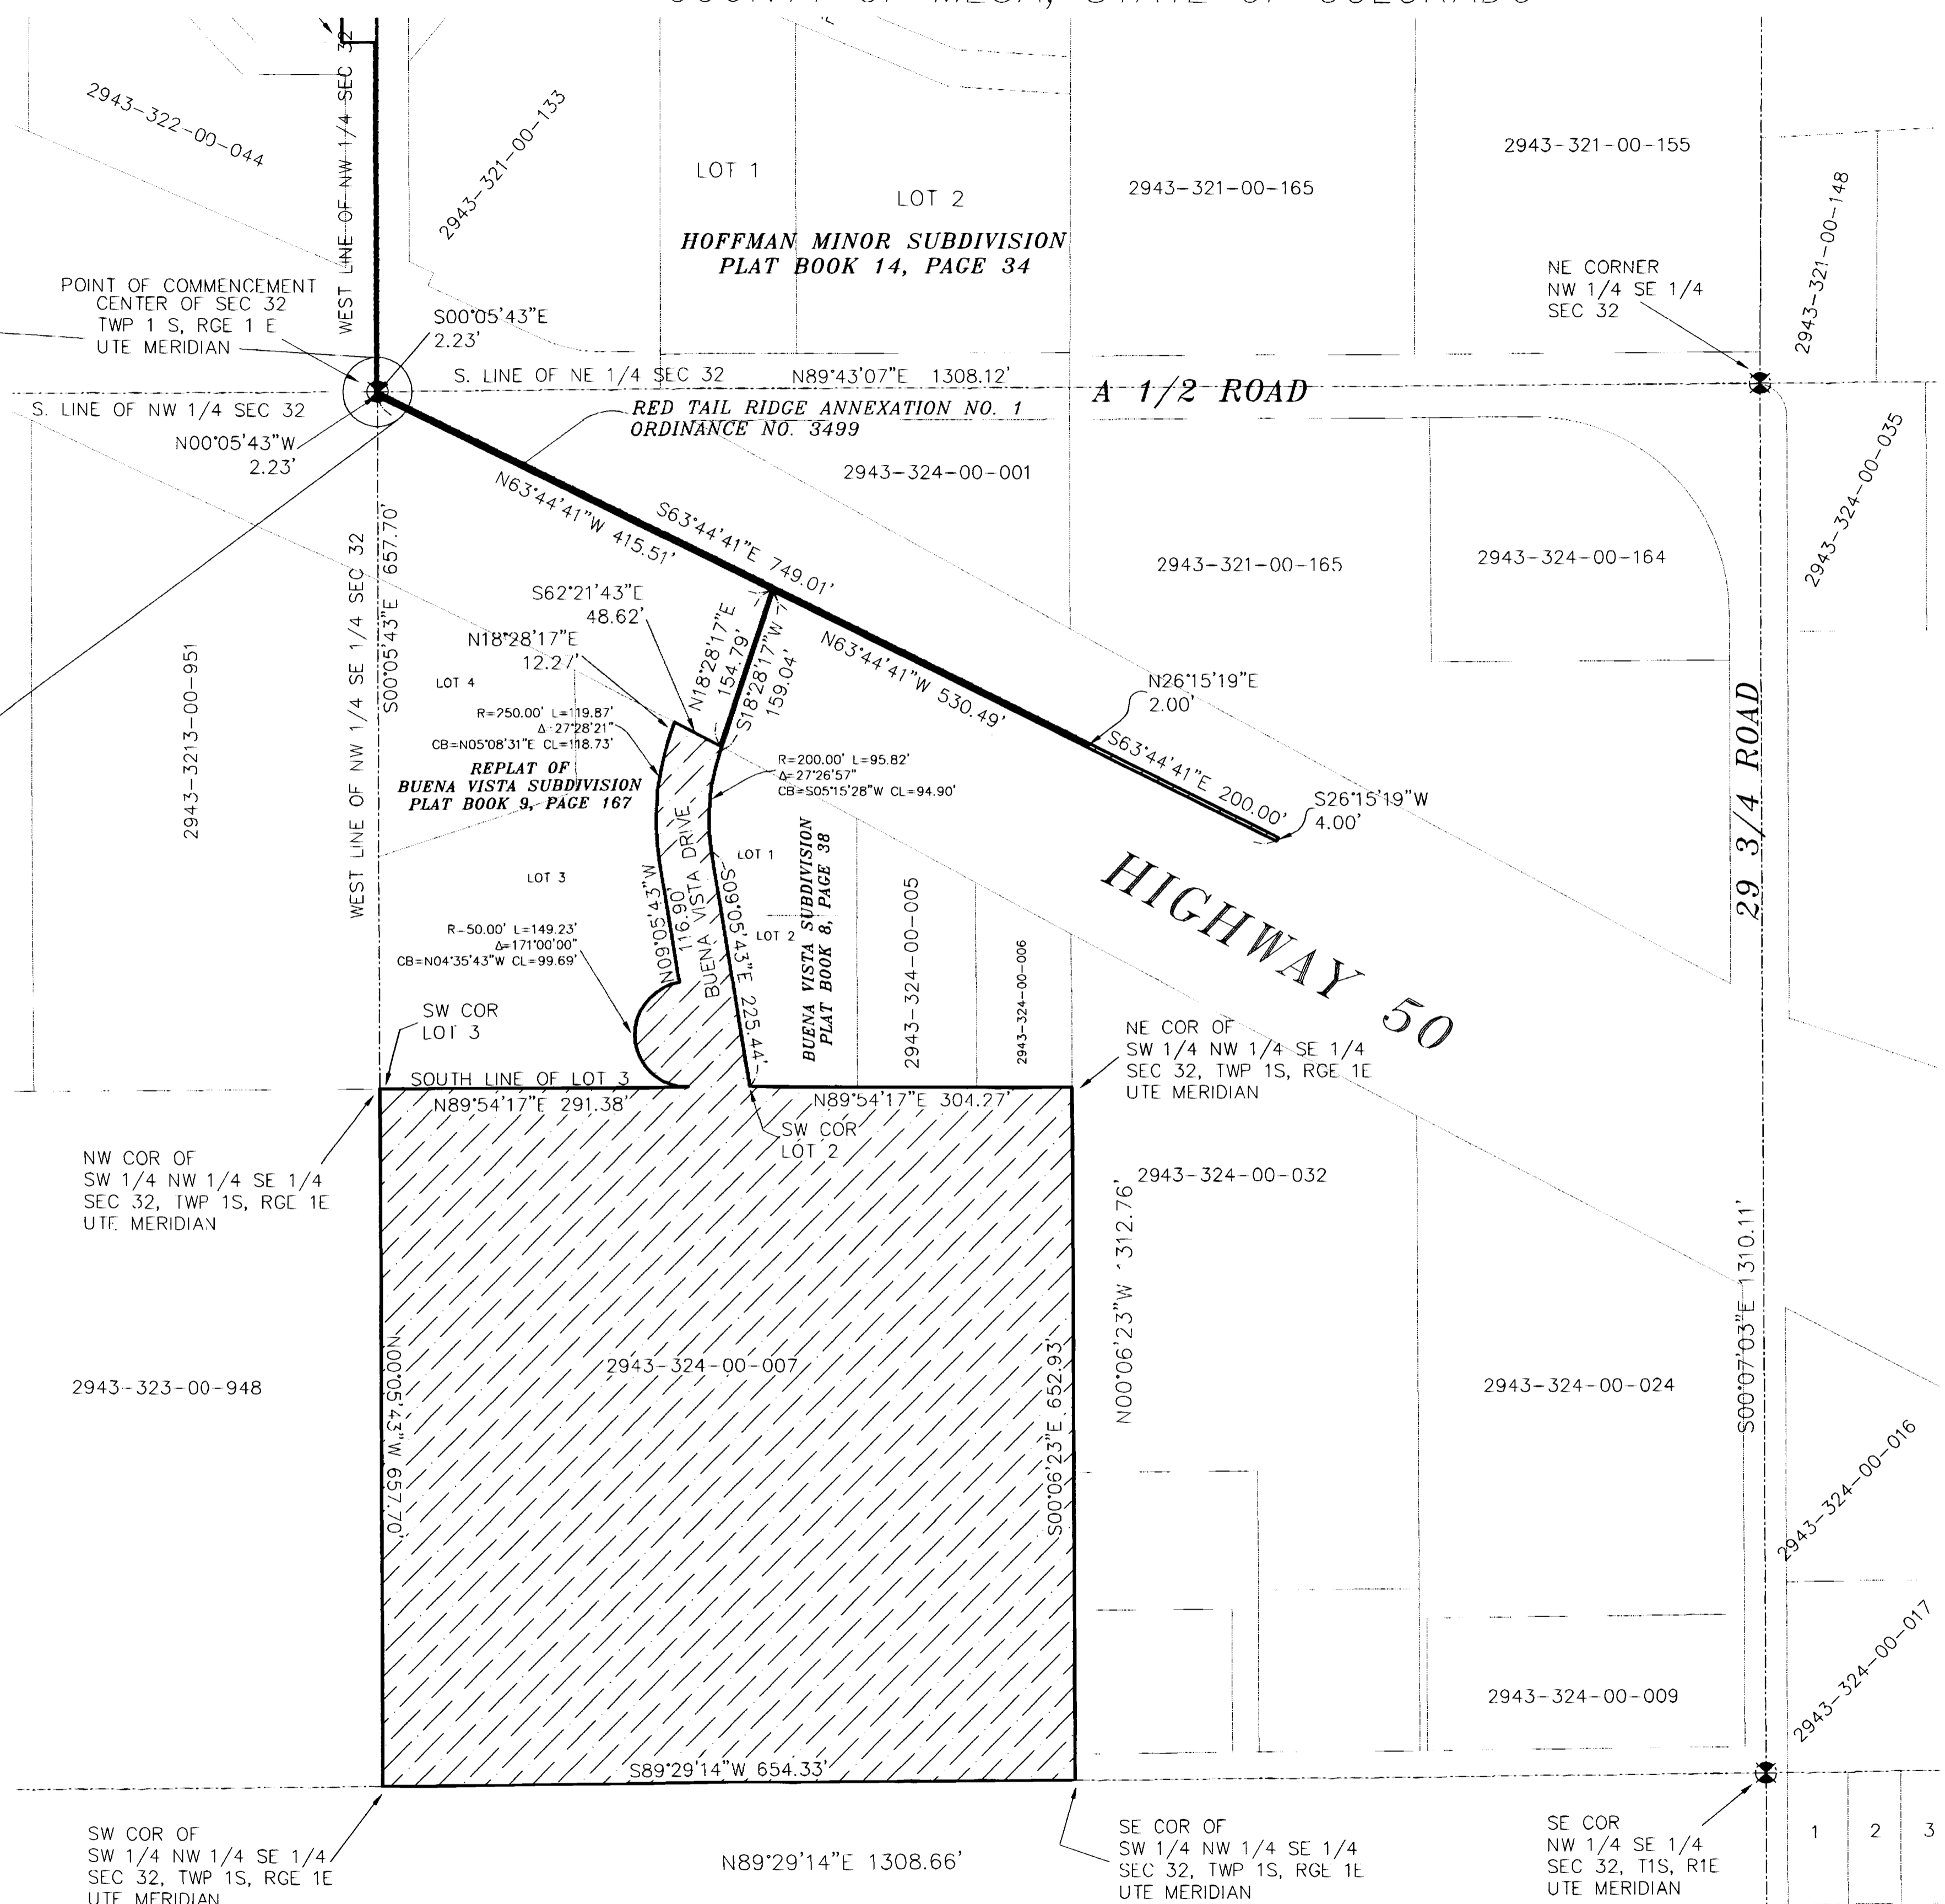 WEST LINE OF NW 1/4 SEC 32
2943-322-00-044
2943-321-00-133
LOT 1
LOT 2
HOFFMAN MINOR SUBDIVISION
PLAT BOOK 14, PAGE 34
2943-321-00-165
2943-321-00-155
2943-321-00-148
NE CORNER
NW 1/4 SE 1/4
SEC 32
POINT OF COMMENCEMENT
CENTER OF SEC 32
TWP 1 S, RGE 1 E
UTE MERIDIAN
S00°05'43"E
2.23'
S. LINE OF NE 1/4 SEC 32
N89°43'07"E 1308.12'
A 1/2 ROAD
S. LINE OF NW 1/4 SEC 32
RED TAIL RIDGE ANNEXATION NO. 1
ORDINANCE NO. 3499
N00°05'43"W
2.23'
2943-324-00-001
2943-324-00-035
N63°44'41"W 415.51'
S63°44'41"E 749.01'
2943-321-00-165
2943-324-00-164
WEST LINE OF NW 1/4 SE 1/4 SEC 32
S00°05'43"E 657.70'
S62°21'43"E
48.62'
N18°28'17"E
154.79'
S18°28'17"W
159.04'
N63°44'41"W 530.49'
N18°28'17"E
2943-3213-00-951
LOT 4
N26°15'19"E
2.00'
S63°44'41"E 200.00'
S26°15'19"W
4.00'
29 3/4 ROAD
R=250.00' L=119.87'
Δ=27°28'21"
CB=N05°08'31"E CL=118.73'
REPLAT OF
BUENA VISTA SUBDIVISION
PLAT BOOK 9, PAGE 167
R=200.00' L=95.82'
Δ=27°26'57"
CB=S05°15'28"W CL=94.90'
HIGHWAY 50
LOT 3
LOT 1
LOT 2
BUENA VISTA DRIVE
BUENA VISTA SUBDIVISION
PLAT BOOK 8, PAGE 38
N09°05'43"W
116.90'
S09°05'43"E 225.44'
2943-324-00-005
2943-324-00-006
R=50.00' L=149.23'
Δ=171°00'00"
CB=N04°35'43"W CL=99.69'
SW COR
LOT 3
NE COR OF
SW 1/4 NW 1/4 SE 1/4
SEC 32, TWP 1S, RGE 1E
UTE MERIDIAN
SOUTH LINE OF LOT 3
N89°54'17"E 291.38'
N89°54'17"E 304.27'
SW COR
LOT 2
NW COR OF
SW 1/4 NW 1/4 SE 1/4
SEC 32, TWP 1S, RGE 1E
UTE MERIDIAN
2943-324-00-032
N00°06'23"W 312.76'
S00°07'03"E 1310.11'
2943-324-00-007
N00°05'43"W 657.70'
S00°06'23"E 652.93'
2943-323-00-948
2943-324-00-024
2943-324-00-016
2943-324-00-017
2943-324-00-009
S89°29'14"W 654.33'
SW COR OF
SW 1/4 NW 1/4 SE 1/4
SEC 32, TWP 1S, RGE 1E
UTE MERIDIAN
N89°29'14"E 1308.66'
SE COR OF
SW 1/4 NW 1/4 SE 1/4
SEC 32, TWP 1S, RGE 1E
UTE MERIDIAN
SE COR
NW 1/4 SE 1/4
SEC 32, T1S, R1E
UTE MERIDIAN
1 2 3